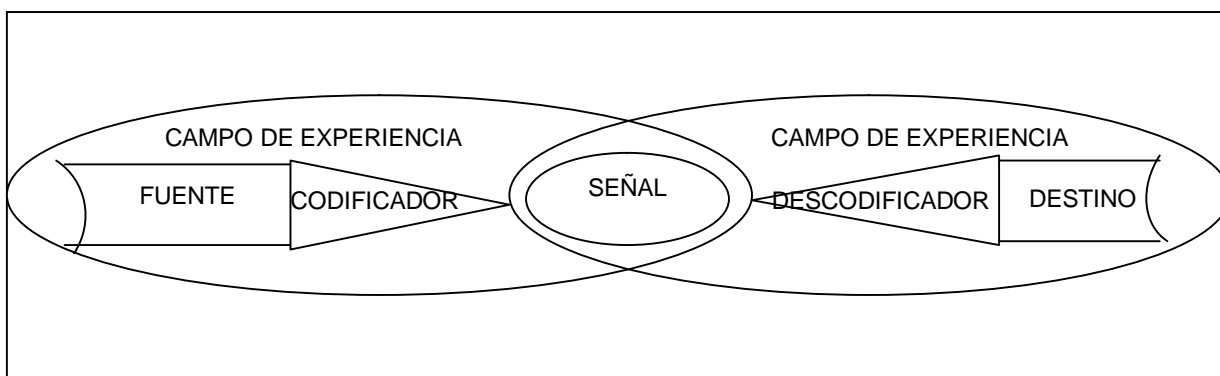 CAMPO DE EXPERIENCIA
CAMPO DE EXPERIENCIA
FUENTE
CODIFICADOR
SEÑAL
DESCODIFICADOR
DESTINO